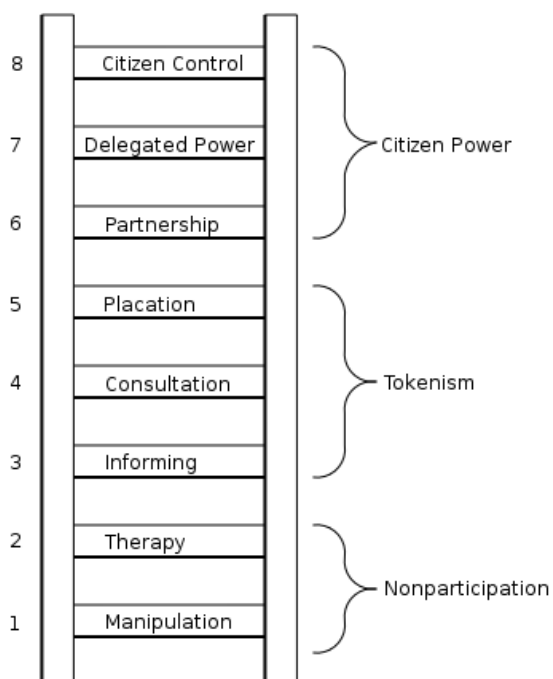 8 Citizen Control
7 Delegated Power
Citizen Power
6 Partnership
5 Placation
4 Consultation
Tokenism
3 Informing
2 Therapy
Nonparticipation
1 Manipulation